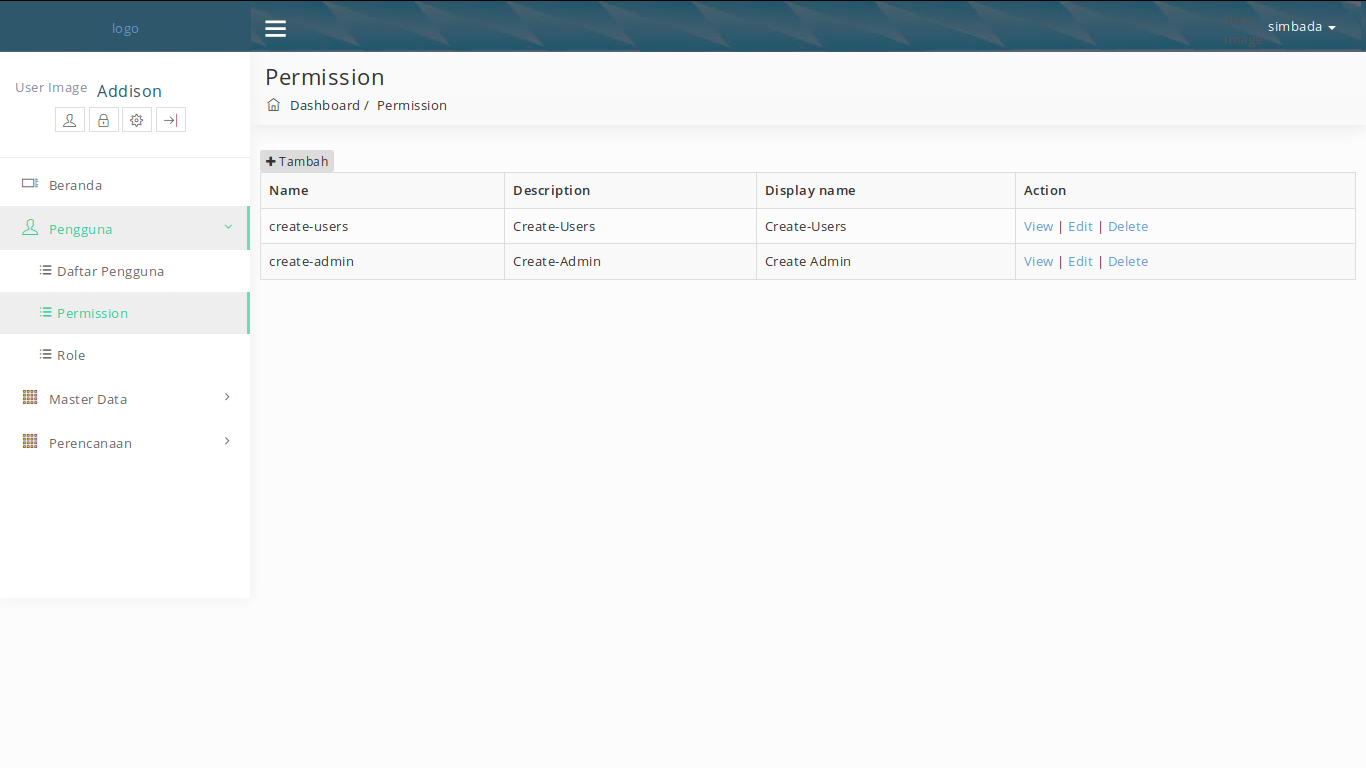 logo
simbada
User Image Addison
Beranda
Pengguna
Daftar Pengguna
Permission
Role
Master Data
Perencanaan
Permission
Dashboard / Permission
Tambah
Name Description Display name Action
create-users Create-Users Create-Users View | Edit | Delete
create-admin Create-Admin Create Admin View | Edit | Delete